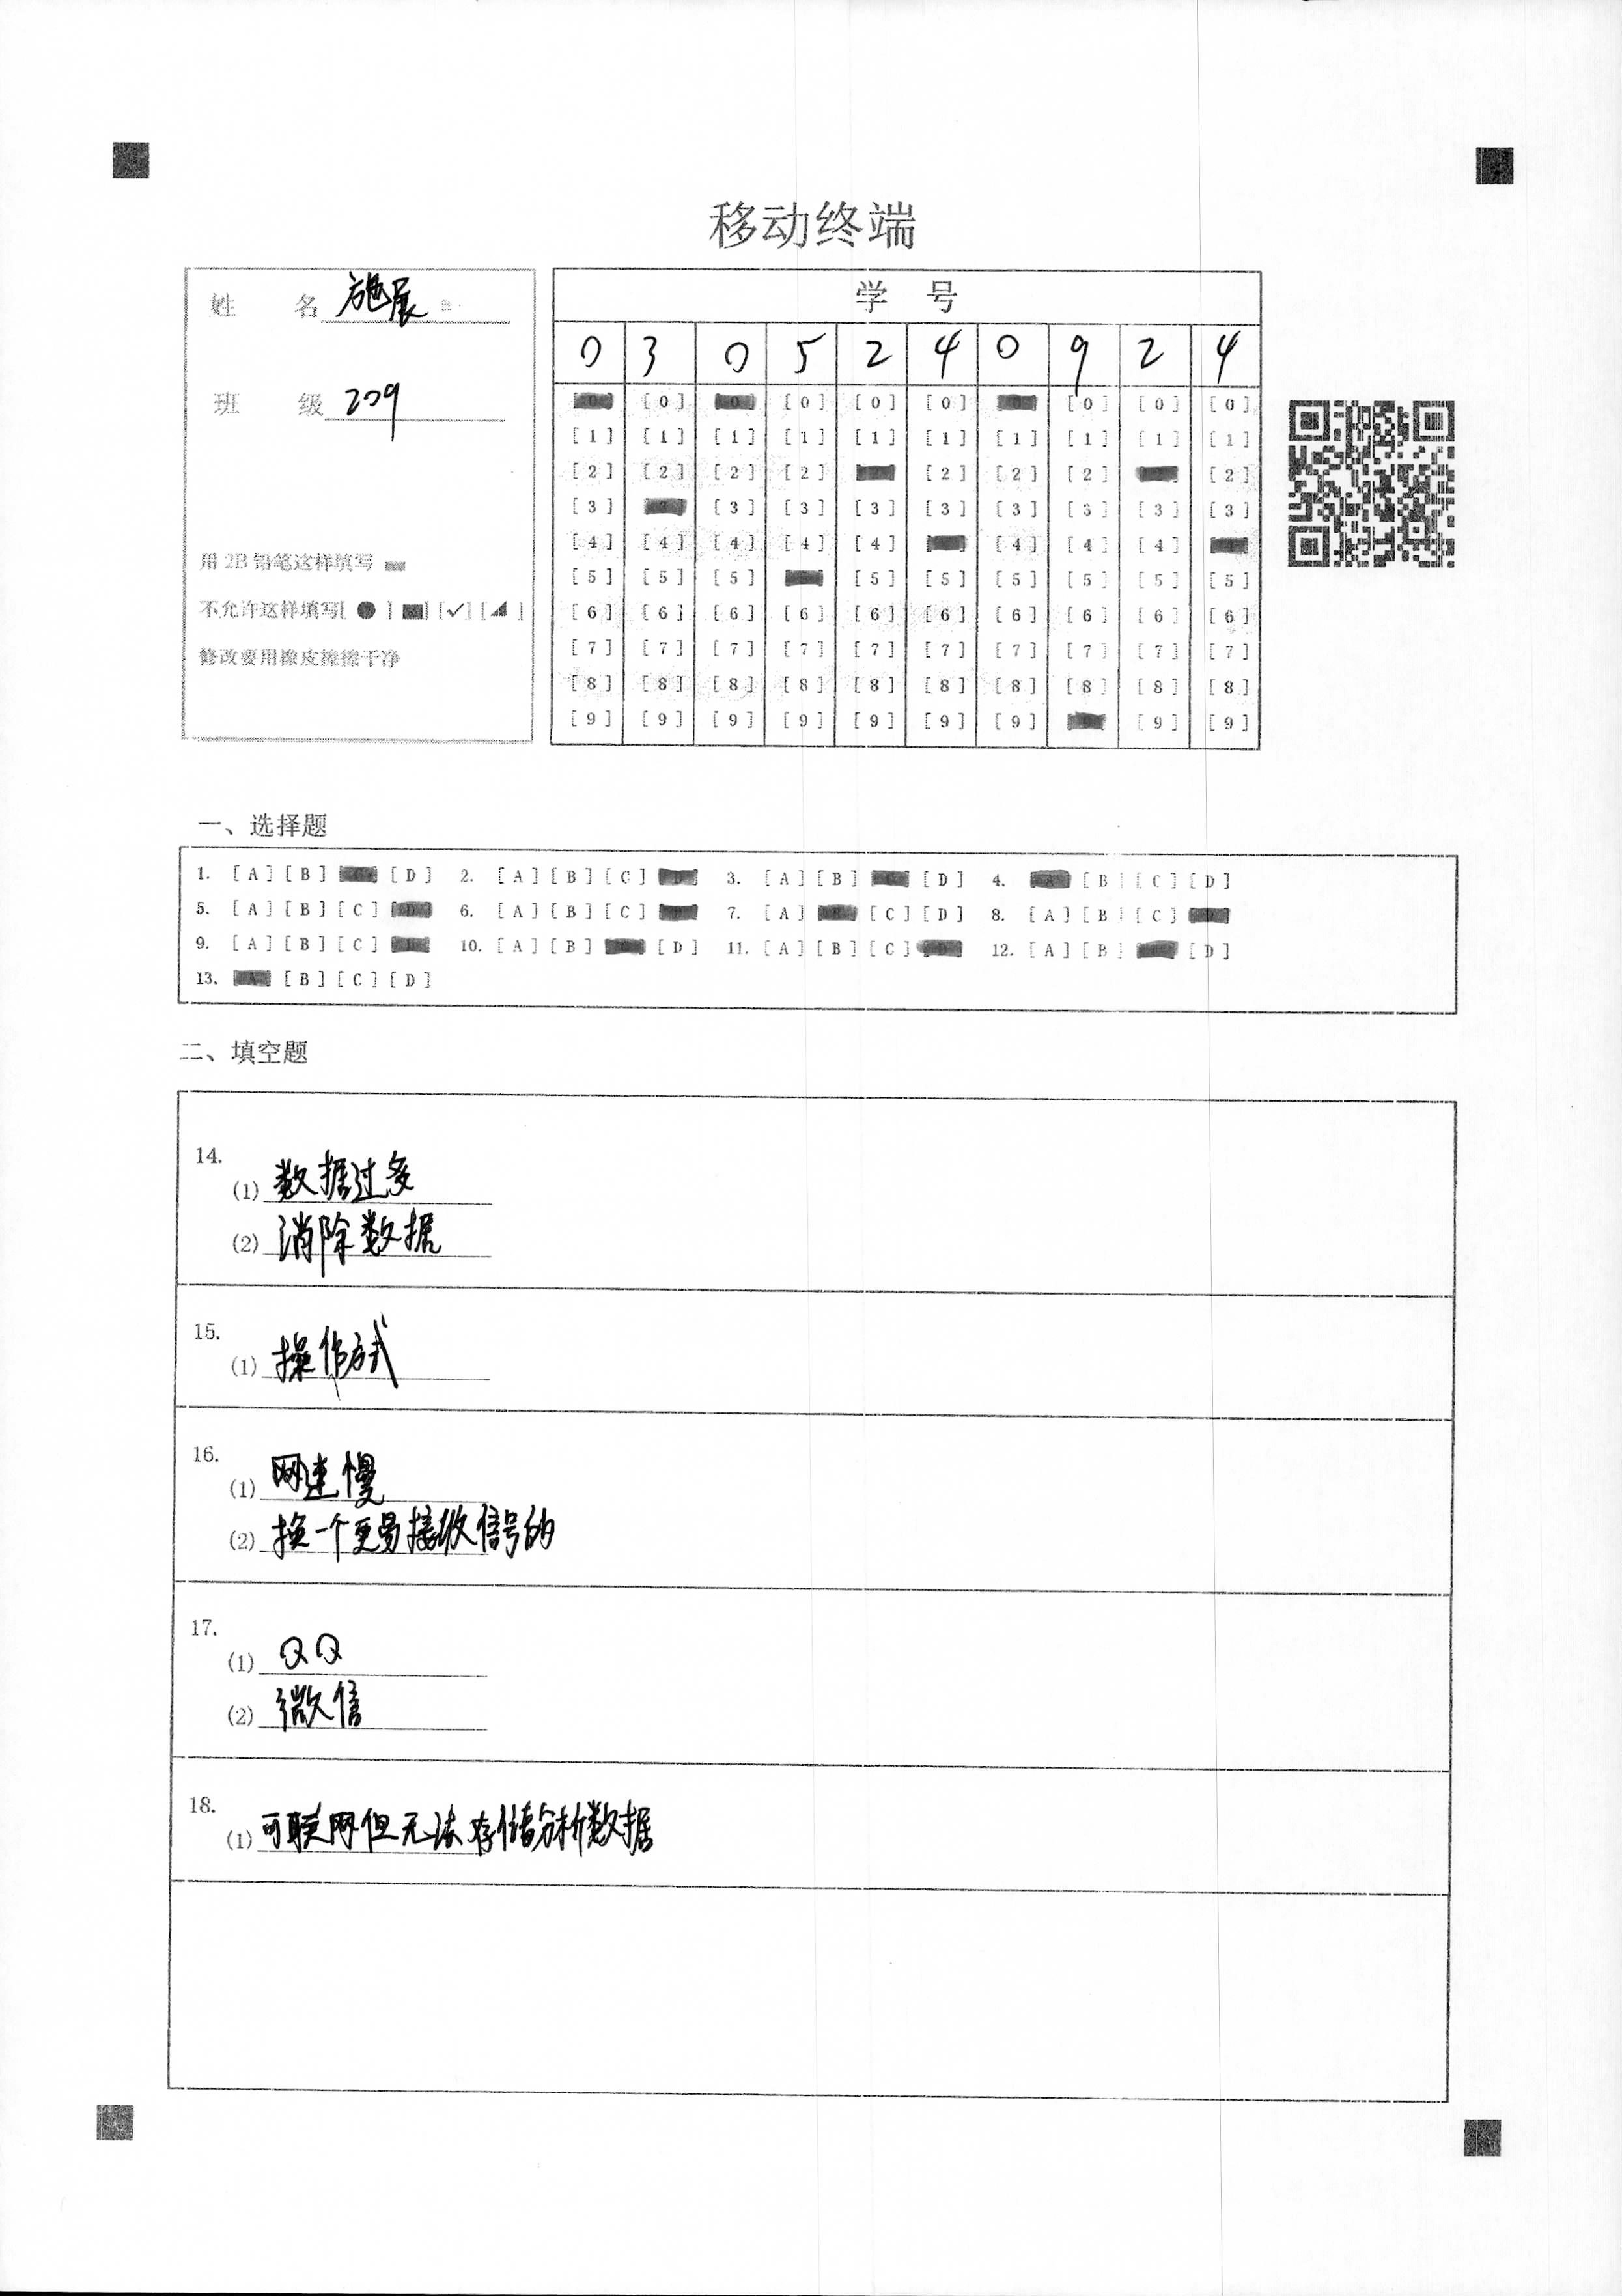 移动终端
姓 名 施展
班 级 209
用 2B 铅笔这样填写
不允许这样填写[ ● ] [■] [✓] [◢ ]
修改要用橡皮擦擦干净
学 号
0 3 0 5 2 4 0 9 2 4
[0] [0] [0] [0] [0] [0] [0]
[1] [1] [1] [1] [1] [1] [1] [1] [1] [1]
[2] [2] [2] [2] [2] [2] [2] [2]
[3] [3] [3] [3] [3] [3] [3] [3] [3]
[4] [4] [4] [4] [4] [4] [4] [4]
[5] [5] [5] [5] [5] [5] [5] [5] [5]
[6] [6] [6] [6] [6] [6] [6] [6] [6] [6]
[7] [7] [7] [7] [7] [7] [7] [7] [7] [7]
[8] [8] [8] [8] [8] [8] [8] [8] [8] [8]
[9] [9] [9] [9] [9] [9] [9] [9] [9]
一、选择题
1. [A] [B] [D] 2. [A] [B] [C] 3. [A] [B] [D] 4. [B] [C] [D]
5. [A] [B] [C] 6. [A] [B] [C] 7. [A] [C] [D] 8. [A] [B] [C]
9. [A] [B] [C] 10. [A] [B] [D] 11. [A] [B] [C] 12. [A] [B] [D]
13. [B] [C] [D]
二、填空题
14.
(1) 数据过多
(2) 消除数据
15.
(1) 操作方式
16.
(1) 网速慢
(2) 换一个更易接收信号的
17.
(1) QQ
(2) 微信
18.
(1) 可联网但无法存储分析数据